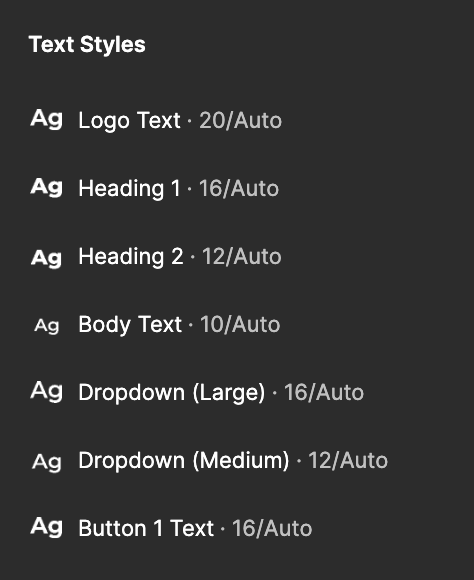 Text Styles
Ag Logo Text · 20/Auto
Ag Heading 1 · 16/Auto
Ag Heading 2 · 12/Auto
Ag Body Text · 10/Auto
Ag Dropdown (Large) · 16/Auto
Ag Dropdown (Medium) · 12/Auto
Ag Button 1 Text · 16/Auto